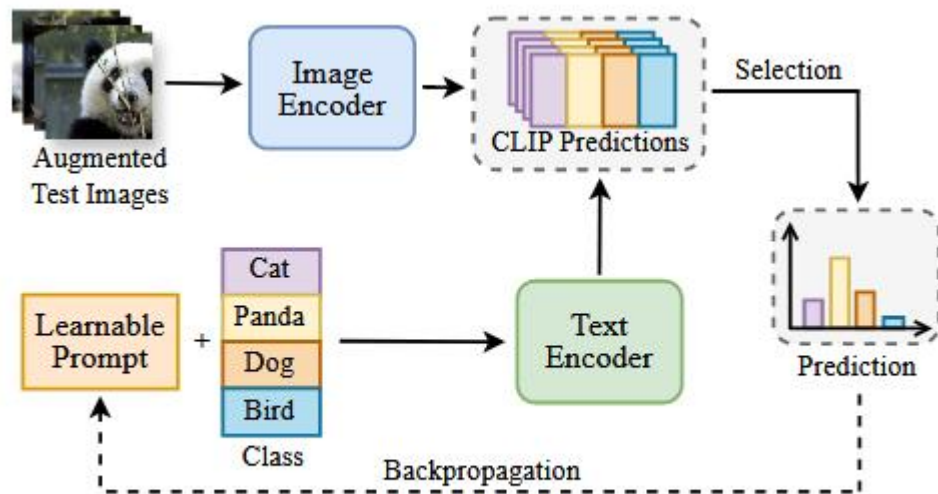 Augmented
Test Images
Image
Encoder
CLIP Predictions
Selection
Learnable
Prompt
+
Cat
Panda
Dog
Bird
Class
Text
Encoder
Prediction
Backpropagation